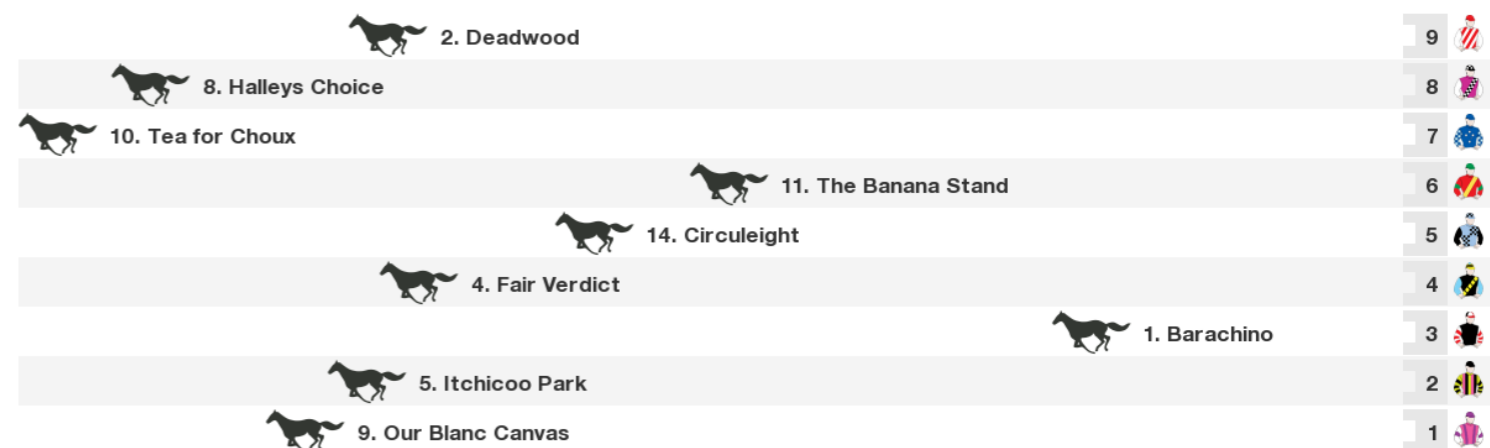 2. Deadwood 9
8. Halleys Choice 8
10. Tea for Choux 7
11. The Banana Stand 6
14. Circuleight 5
4. Fair Verdict 4
1. Barachino 3
5. Itchicoo Park 2
9. Our Blanc Canvas 1